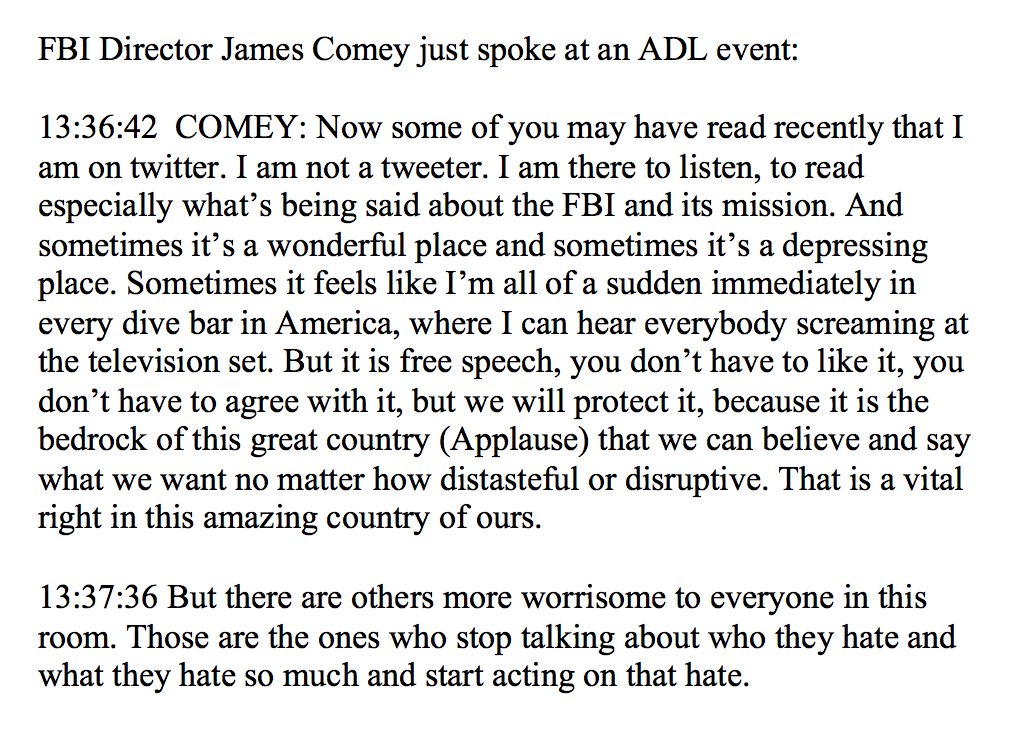 FBI Director James Comey just spoke at an ADL event:
13:36:42  COMEY: Now some of you may have read recently that I
am on twitter. I am not a tweeter. I am there to listen, to read
especially what’s being said about the FBI and its mission. And
sometimes it’s a wonderful place and sometimes it’s a depressing
place. Sometimes it feels like I’m all of a sudden immediately in
every dive bar in America, where I can hear everybody screaming at
the television set. But it is free speech, you don’t have to like it, you
don’t have to agree with it, but we will protect it, because it is the
bedrock of this great country (Applause) that we can believe and say
what we want no matter how distasteful or disruptive. That is a vital
right in this amazing country of ours.
13:37:36 But there are others more worrisome to everyone in this
room. Those are the ones who stop talking about who they hate and
what they hate so much and start acting on that hate.